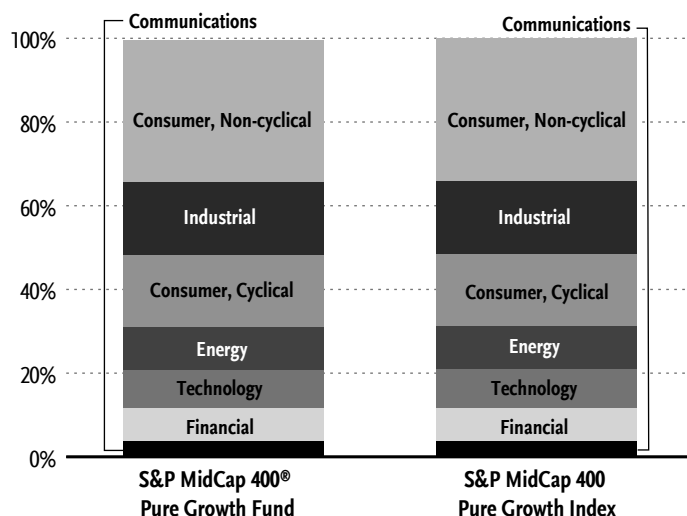 Communications
Communications
100%
80%
60%
40%
20%
0%
Consumer, Non-cyclical
Industrial
Consumer, Cyclical
Energy
Technology
Financial
Consumer, Non-cyclical
Industrial
Consumer, Cyclical
Energy
Technology
Financial
S&P MidCap 400®
Pure Growth Fund
S&P MidCap 400
Pure Growth Index